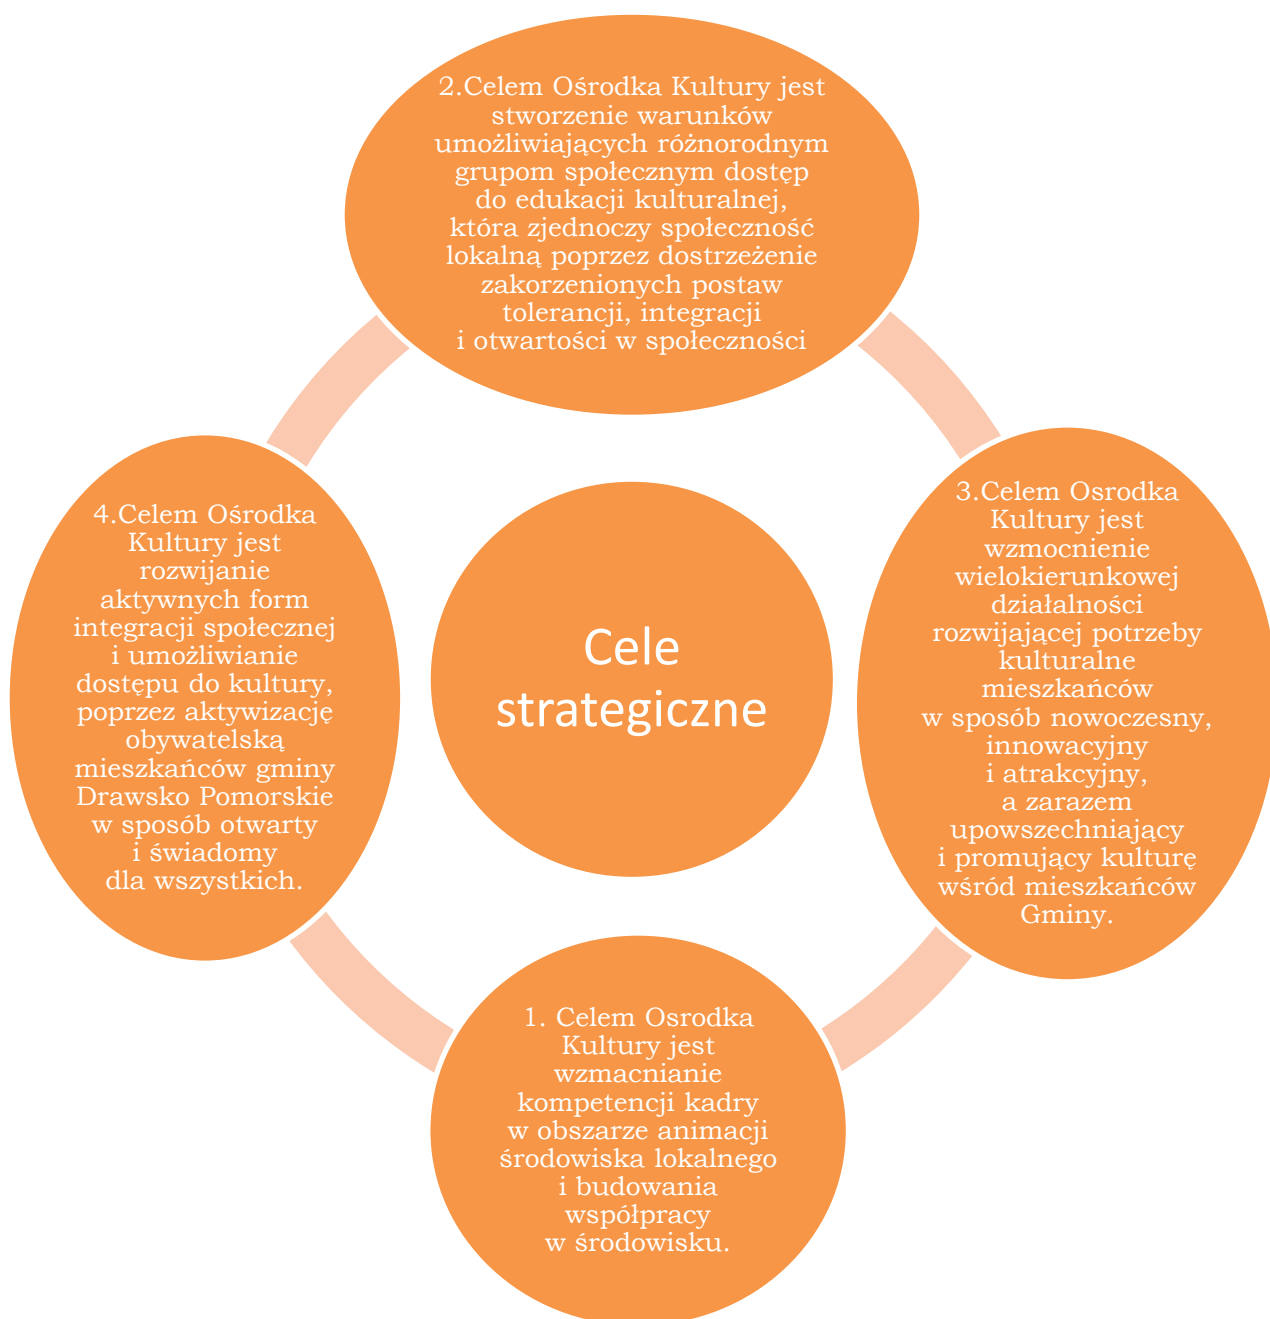 2.Celem Ośrodka Kultury jest
stworzenie warunków
umożliwiających różnorodnym
grupom społecznym dostęp
do edukacji kulturalnej,
która zjednoczy społeczność
lokalną poprzez dostrzeżenie
zakorzenionych postaw
tolerancji, integracji
i otwartości w społeczności
4.Celem Ośrodka
Kultury jest
rozwijanie
aktywnych form
integracji społecznej
i umożliwianie
dostępu do kultury,
poprzez aktywizację
obywatelską
mieszkańców gminy
Drawsko Pomorskie
w sposób otwarty
i świadomy
dla wszystkich.
Cele
strategiczne
3.Celem Osrodka
Kultury jest
wzmocnienie
wielokierunkowej
działalności
rozwijającej potrzeby
kulturalne
mieszkańców
w sposób nowoczesny,
innowacyjny
i atrakcyjny,
a zarazem
upowszechniający
i promujący kulturę
wśród mieszkańców
Gminy.
1. Celem Osrodka
Kultury jest
wzmacnianie
kompetencji kadry
w obszarze animacji
środowiska lokalnego
i budowania
współpracy
w środowisku.